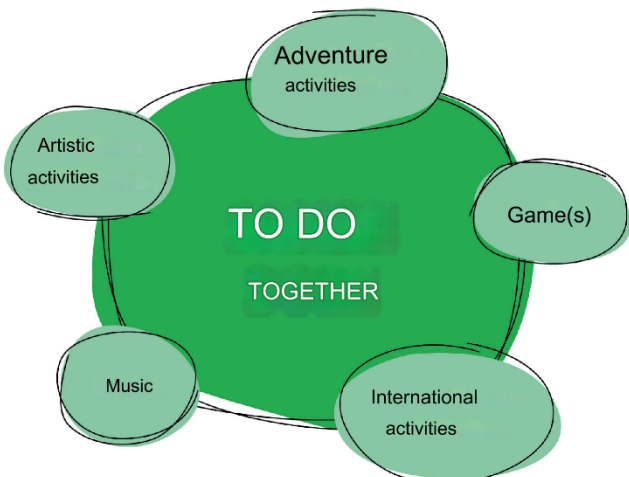 Adventure
activities
Artistic
activities
Game(s)
TO DO
TOGETHER
Music
International
activities